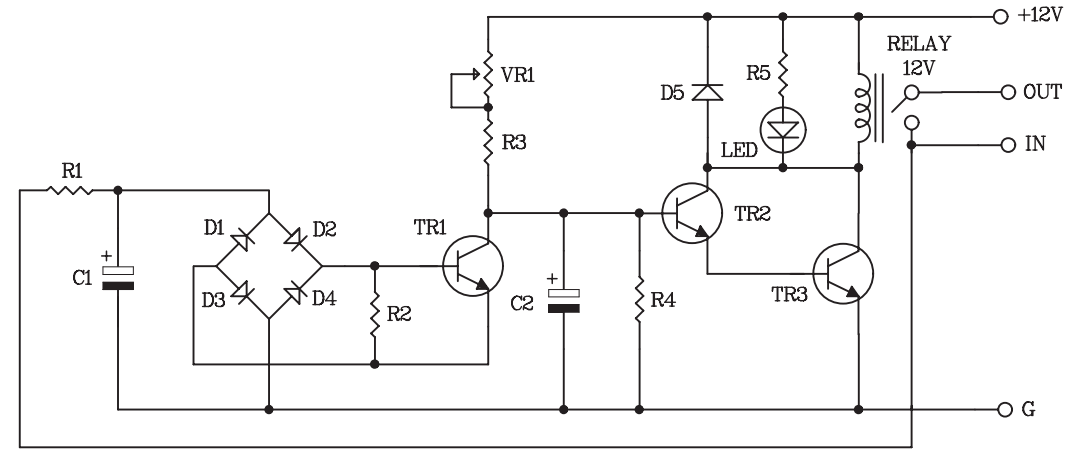 +12V
RELAY
12V
VR1
R5
D5
OUT
R3
LED
IN
R1
D1
D2
TR1
TR2
+
C1
D3
D4
R2
+
C2
R4
TR3
G